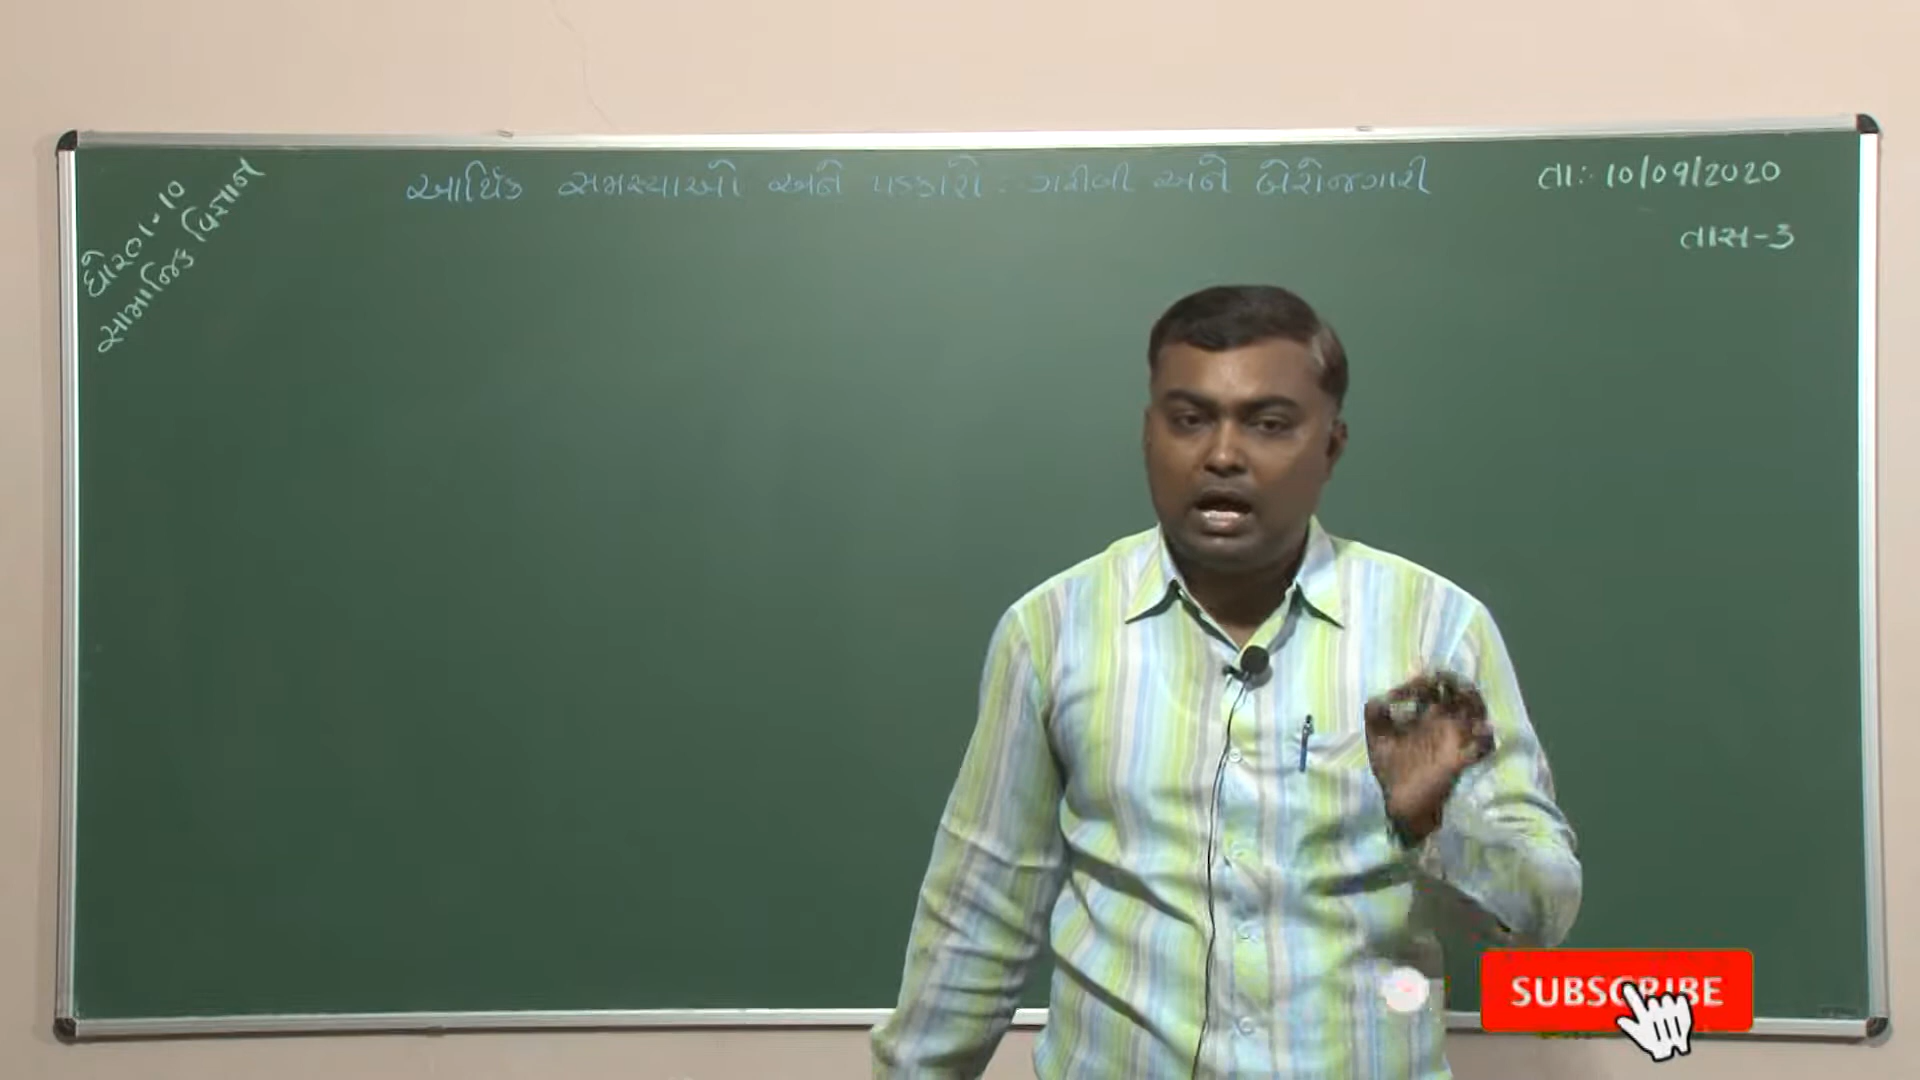 ધોરણ-10
સામાજિક વિજ્ઞાન
આર્થિક સમસ્યાઓ અને પડકારો : ગરીબી અને બેરોજગારી
તા:- 10/09/2020
તાસ-3
SUBSCRIBE